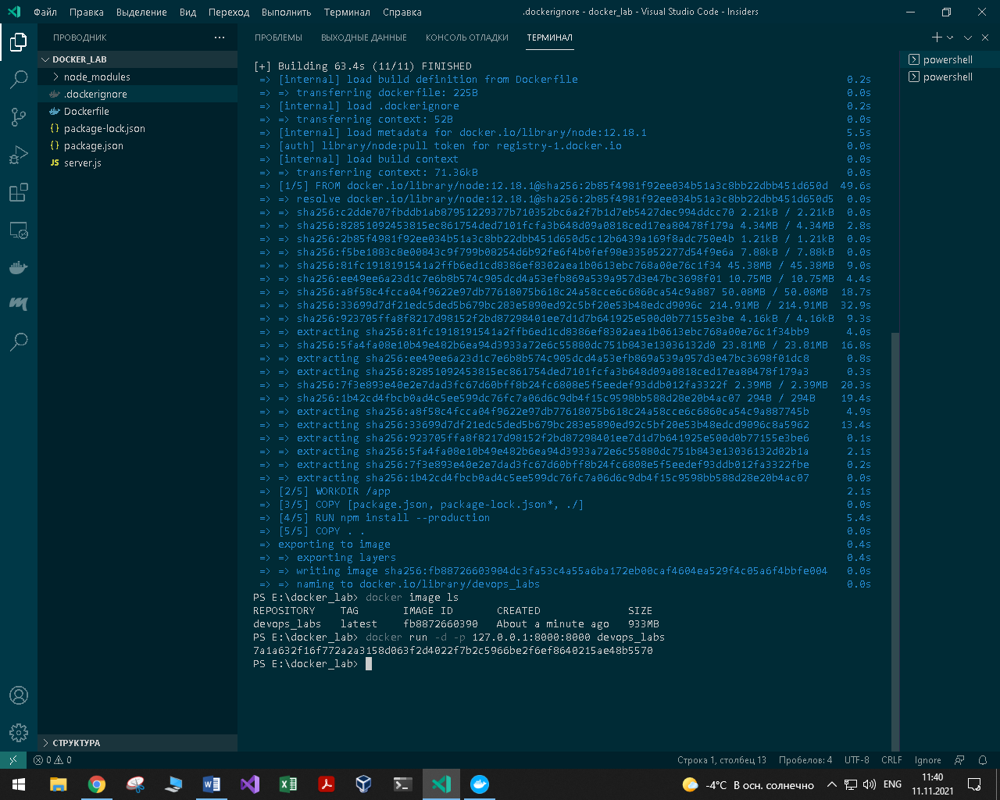 Файл Правка Выделение Вид Переход Выполнить Терминал Справка .dockerignore - docker_lab - Visual Studio Code - Insiders
ПРОВОДНИК
DOCKER_LAB
node_modules
.dockerignore
Dockerfile
package-lock.json
package.json
JS server.js
СТРУКТУРА
ПРОБЛЕМЫ ВЫХОДНЫЕ ДАННЫЕ КОНСОЛЬ ОТЛАДКИ ТЕРМИНАЛ
[+] Building 63.4s (11/11) FINISHED
=> [internal] load build definition from Dockerfile 0.2s
=> => transferring dockerfile: 225B 0.0s
=> [internal] load .dockerignore 0.2s
=> => transferring context: 52B 0.0s
=> [internal] load metadata for docker.io/library/node:12.18.1 5.5s
=> [auth] library/node:pull token for registry-1.docker.io 0.0s
=> [internal] load build context 0.0s
=> => transferring context: 71.36kB 0.0s
=> [1/5] FROM docker.io/library/node:12.18.1@sha256:2b85f4981f92ee034b51a3c8bb22dbb451d650d 49.6s
=> => resolve docker.io/library/node:12.18.1@sha256:2b85f4981f92ee034b51a3c8bb22dbb451d650d5 0.0s
=> => sha256:c2dde707fbddb1ab87951229377b710352bc6a2f7b1d7eb5427dec994ddcc70 2.21kB / 2.21kB 0.0s
=> => sha256:82851092453815ec861754ded7101fcfa3b648d09a0818ced17ea80478f179a 4.34MB / 4.34MB 2.8s
=> => sha256:2b85f4981f92ee034b51a3c8bb22dbb451d650d5c12b6439a169f8adc750e4b 1.21kB / 1.21kB 0.0s
=> => sha256:f5be1883c8e00843c9f799b08254d6b92fe6f4b0fef98e335052277d54f9e6a 7.88kB / 7.88kB 0.0s
=> => sha256:81fc1918191541a2ffb6ed1cd8386ef8302aea1b0613ebc768a00e76c1f34 45.38MB / 45.38MB 9.0s
=> => sha256:ee49ee6a23d1c7e6b8b574c905dcd4a53efb869a539a957d3e47bc3698f01 10.75MB / 10.75MB 4.4s
=> => sha256:a8f58c4fcca04f9622e97db77618075b618c24a58cce6c6860ca54c9a887 50.08MB / 50.08MB 18.7s
=> => sha256:33699d7df21edc5ded5b679bc283e5890ed92c5bf20e53b48edcd9096c 214.91MB / 214.91MB 32.9s
=> => sha256:923705ffa8f8217d98152f2bd87298401ee7d1d7b641925e500d0b77155e3be 4.16kB / 4.16kB 9.3s
=> => extracting sha256:81fc1918191541a2ffb6ed1cd8386ef8302aea1b0613ebc768a00e76c1f34bb9 4.0s
=> => sha256:5fa4fa08e10b49e482b6ea94d3933a72e6c55880dc751b843e13036132d0 23.81MB / 23.81MB 16.8s
=> => extracting sha256:ee49ee6a23d1c7e6b8b574c905dcd4a53efb869a539a957d3e47bc3698f01dc8 0.8s
=> => extracting sha256:82851092453815ec861754ded7101fcfa3b648d09a0818ced17ea80478f179a3 0.3s
=> => sha256:7f3e893e40e2e7dad3fc67d60bff8b24fc6808e5f5eedef93ddb012fa3322f 2.39MB / 2.39MB 20.3s
=> => sha256:1b42cd4fbcb0ad4c5ee599dc76fc7a06d6c9db4f15c9598bb588d28e20b4ac07 294B / 294B 19.4s
=> => extracting sha256:a8f58c4fcca04f9622e97db77618075b618c24a58cce6c6860ca54c9a887745b 4.9s
=> => extracting sha256:33699d7df21edc5ded5b679bc283e5890ed92c5bf20e53b48edcd9096c8a5962 13.4s
=> => extracting sha256:923705ffa8f8217d98152f2bd87298401ee7d1d7b641925e500d0b77155e3be6 0.1s
=> => extracting sha256:5fa4fa08e10b49e482b6ea94d3933a72e6c55880dc751b843e13036132d02b1a 2.1s
=> => extracting sha256:7f3e893e40e2e7dad3fc67d60bff8b24fc6808e5f5eedef93ddb012fa3322fbe 0.2s
=> => extracting sha256:1b42cd4fbcb0ad4c5ee599dc76fc7a06d6c9db4f15c9598bb588d28e20b4ac07 0.0s
=> [2/5] WORKDIR /app 2.1s
=> [3/5] COPY [package.json, package-lock.json*, ./] 0.0s
=> [4/5] RUN npm install --production 5.4s
=> [5/5] COPY . . 0.0s
=> exporting to image 0.4s
=> => exporting layers 0.4s
=> => writing image sha256:fb88726603904dc3fa53c4a55a6ba172eb00caf4604ea529f4c05a6f4bbfe004 0.0s
=> => naming to docker.io/library/devops_labs 0.0s
PS E:\docker_lab> docker image ls
REPOSITORY TAG IMAGE ID CREATED SIZE
devops_labs latest fb8872660390 About a minute ago 933MB
PS E:\docker_lab> docker run -d -p 127.0.0.1:8000:8000 devops_labs
7a1a632f16f772a2a3158d063f2d4022f7b2c5966be2f6ef8640215ae48b5570
PS E:\docker_lab>
powershell
powershell
0 0 Строка 1, столбец 13 Пробелов: 4 UTF-8 CRLF Ignore
-4°C В осн. солнечно ENG 11:40
11.11.2021